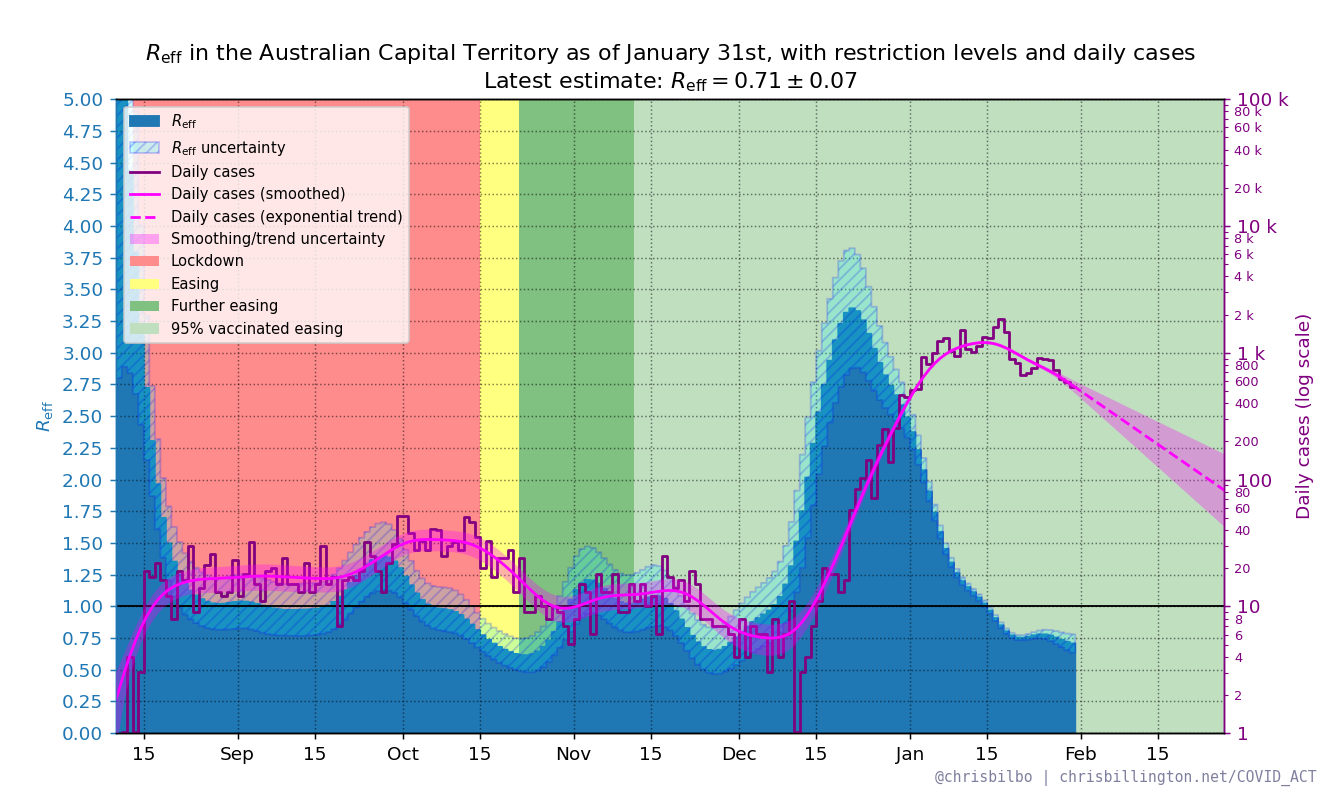 R_eff in the Australian Capital Territory as of January 31st, with restriction levels and daily cases
Latest estimate: R_eff = 0.71 ± 0.07
R_eff
R_eff uncertainty
Daily cases
Daily cases (smoothed)
Daily cases (exponential trend)
Smoothing/trend uncertainty
Lockdown
Easing
Further easing
95% vaccinated easing
5.00
4.75
4.50
4.25
4.00
3.75
3.50
3.25
3.00
2.75
2.50
2.25
2.00
1.75
1.50
1.25
1.00
0.75
0.50
0.25
0.00
R_eff
100 k
80 k
60 k
40 k
20 k
10 k
8 k
6 k
4 k
2 k
1 k
800
600
400
200
100
80
60
40
20
10
8
6
4
2
1
Daily cases (log scale)
15 Sep 15 Oct 15 Nov 15 Dec 15 Jan 15 Feb 15
@chrisbilbo | chrisbillington.net/COVID_ACT